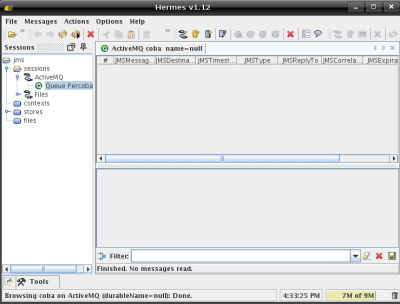 Hermes v1.12
File Messages Actions Options Help
Sessions
ActiveMQ coba name=null
jms
sessions
ActiveMQ
Queue Percoba
Files
contexts
stores
files
# JMSMessag... JMSDestina... JMSTimest... JMSType JMSReplyTo JMSCorrela... JMSExpira
Filter:
Finished. No messages read.
Tools
Browsing coba on ActiveMQ (durableName=null): Done. 4:33:25 PM 7M of 9M